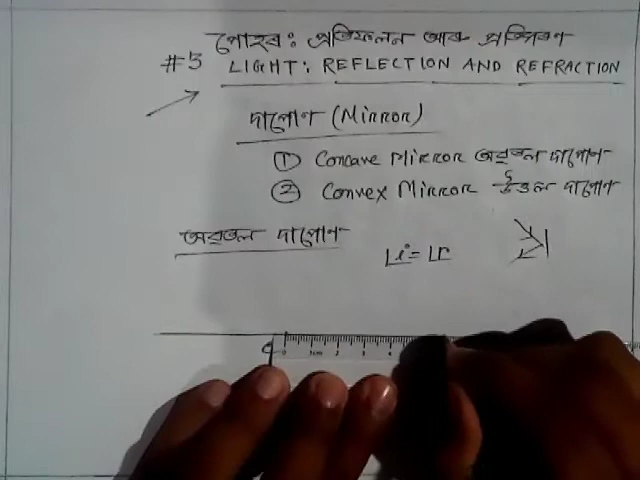 পোহৰ: প্ৰতিফলন আৰু প্ৰতিসৰণ
#5 LIGHT: REFLECTION AND REFRACTION
দাপোণ (Mirror)
① Concave Mirror অৱতল দাপোণ
② Convex Mirror উত্তল দাপোণ
অৱতল দাপোণ
∠i = ∠r